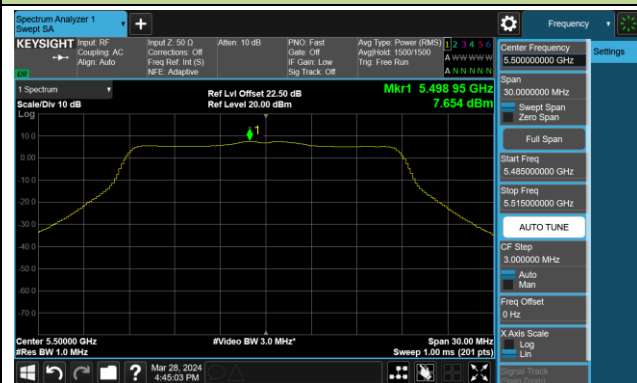 Spectrum Analyzer 1
Swept SA
+
Frequency
KEYSIGHT
Input: RF
Coupling: AC
Align: Auto
Input Z: 50 Ω
Corrections: Off
Freq Ref: Int (S)
NFE: Adaptive
Atten: 10 dB
PNO: Fast
Gate: Off
IF Gain: Low
Sig Track: Off
Avg Type: Power (RMS)
Avg|Hold: 1500/1500
Trig: Free Run
1 2 3 4 5 6
A W W W W W
A N N N N N
LXI
1 Spectrum
Scale/Div 10 dB
Log
Ref Lvl Offset 22.50 dB
Ref Level 20.00 dBm
Mkr1 5.498 95 GHz
7.654 dBm
1
10.0
0.00
-10.0
-20.0
-30.0
-40.0
-50.0
-60.0
-70.0
Center 5.50000 GHz
#Res BW 1.0 MHz
#Video BW 3.0 MHz*
Span 30.00 MHz
Sweep 1.00 ms (201 pts)
Center Frequency
5.500000000 GHz
Settings
Span
30.0000000 MHz
Swept Span
Zero Span
Full Span
Start Freq
5.485000000 GHz
Stop Freq
5.515000000 GHz
AUTO TUNE
CF Step
3.000000 MHz
Auto
Man
Freq Offset
0 Hz
X Axis Scale
Log
Lin
Signal Track
(Span Zoom)
?
Mar 28, 2024
4:45:03 PM